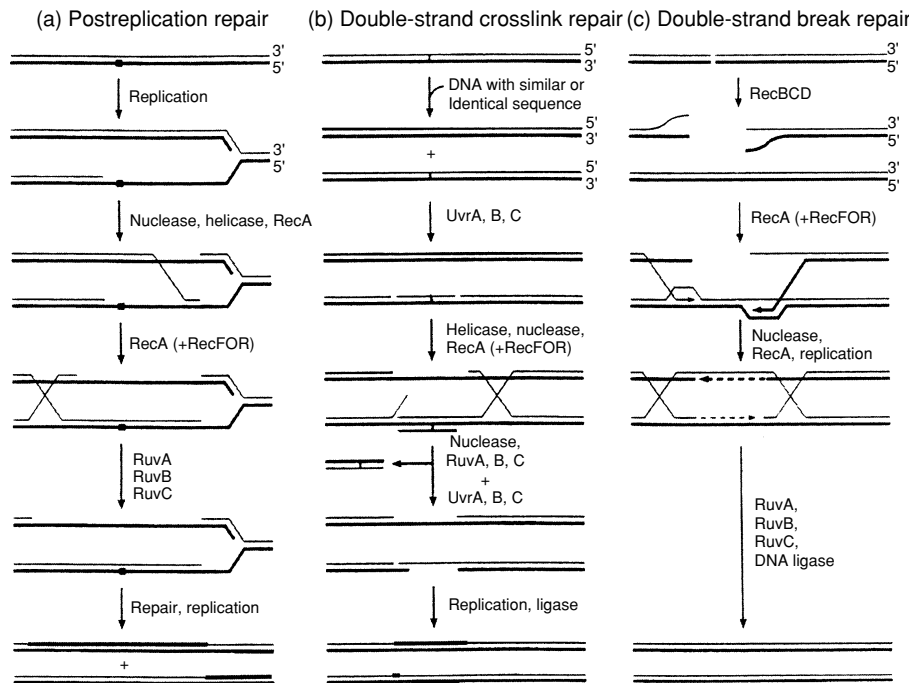 (a) Postreplication repair
3'
5'
Replication
3'
5'
Nuclease, helicase, RecA
RecA (+RecFOR)
RuvA
RuvB
RuvC
Repair, replication
+
(b) Double-strand crosslink repair
5'
3'
DNA with similar or
Identical sequence
5'
3'
+
5'
3'
UvrA, B, C
Helicase, nuclease,
RecA (+RecFOR)
Nuclease,
RuvA, B, C
+
UvrA, B, C
Replication, ligase
(c) Double-strand break repair
5'
3'
RecBCD
5'
3'
5'
3'
RecA (+RecFOR)
Nuclease,
RecA, replication
RuvA,
RuvB,
RuvC,
DNA ligase